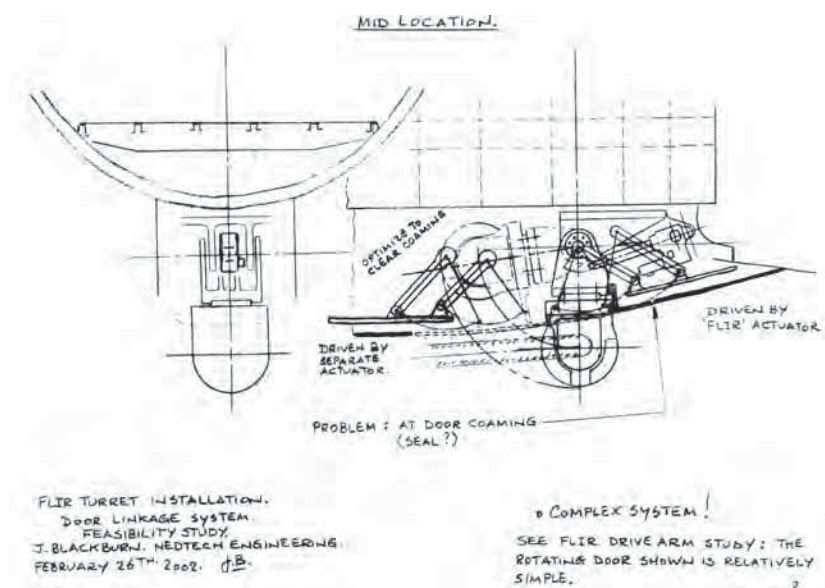 MID LOCATION.
OPTIMIZE TO
CLEAR COAMING
DRIVEN BY
SEPARATE
ACTUATOR.
DRIVEN BY
'FLIR' ACTUATOR
PROBLEM : AT DOOR COAMING
(SEAL ?)
FLIR TURRET INSTALLATION.
DOOR LINKAGE SYSTEM.
FEASIBILITY STUDY.
J. BLACKBURN. NEDTECH ENGINEERING.
FEBRUARY 26TH. 2002. J.B.
COMPLEX SYSTEM!
SEE FLIR DRIVE ARM STUDY : THE
ROTATING DOOR SHOWN IS RELATIVELY
SIMPLE.